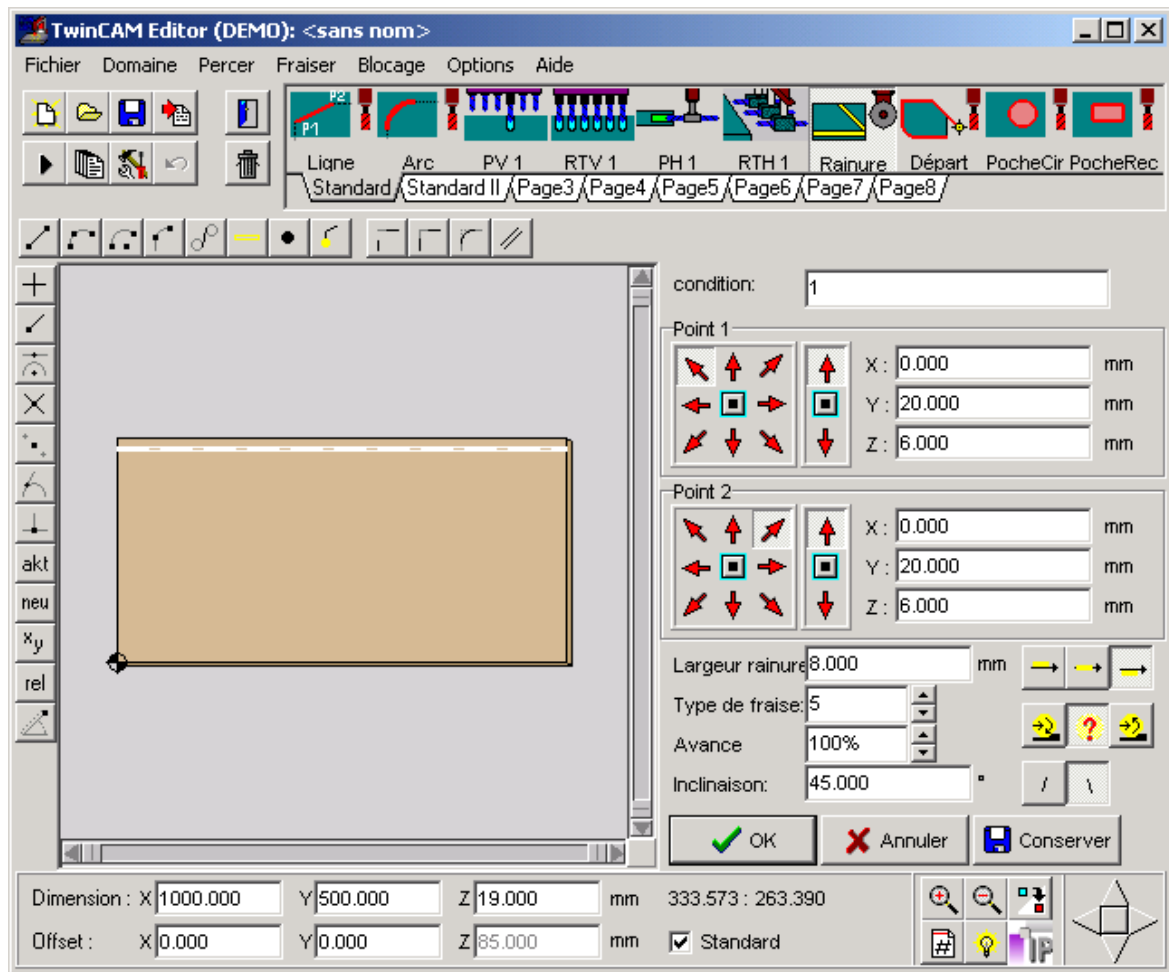 TwinCAM Editor (DEMO): <sans nom>
Fichier Domaine Percer Fraiser Blocage Options Aide
P1 P2
Ligne Arc PV 1 RTV 1 PH 1 RTH 1 Rainure Départ PocheCir PocheRec
Standard Standard II Page3 Page4 Page5 Page6 Page7 Page8
condition: 1
Point 1
X : 0.000 mm
Y : 20.000 mm
Z : 6.000 mm
Point 2
X : 0.000 mm
Y : 20.000 mm
Z : 6.000 mm
akt
neu
xy
rel
Largeur rainure 8.000 mm
Type de fraise: 5
Avance 100%
?
Inclinaison: 45.000 ° / \
OK Annuler Conserver
Dimension : X 1000.000 Y 500.000 Z 19.000 mm 333.573 : 263.390
Offset : X 0.000 Y 0.000 Z 85.000 mm Standard
# IP